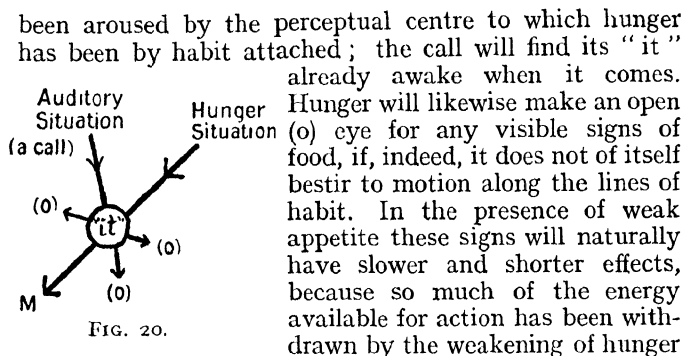 been aroused by the perceptual centre to which hunger
has been by habit attached ; the call will find its " it "
already awake when it comes.
Hunger will likewise make an open
(o) eye for any visible signs of
food, if, indeed, it does not of itself
bestir to motion along the lines of
habit. In the presence of weak
appetite these signs will naturally
have slower and shorter effects,
because so much of the energy
available for action has been with-
drawn by the weakening of hunger
Auditory
Situation
(a call)
Hunger
Situation
(o)
"it"
(o)
(o)
M
FIG. 20.